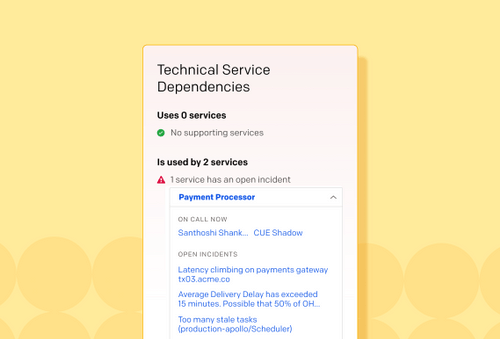 Technical Service
Dependencies
Uses 0 services
No supporting services
Is used by 2 services
1 service has an open incident
Payment Processor
ON CALL NOW
Santhoshi Shank... CUE Shadow
OPEN INCIDENTS
Latency climbing on payments gateway
tx03.acme.co
Average Delivery Delay has exceeded
15 minutes. Possible that 50% of OH...
Too many stale tasks
(production-apollo/Scheduler)